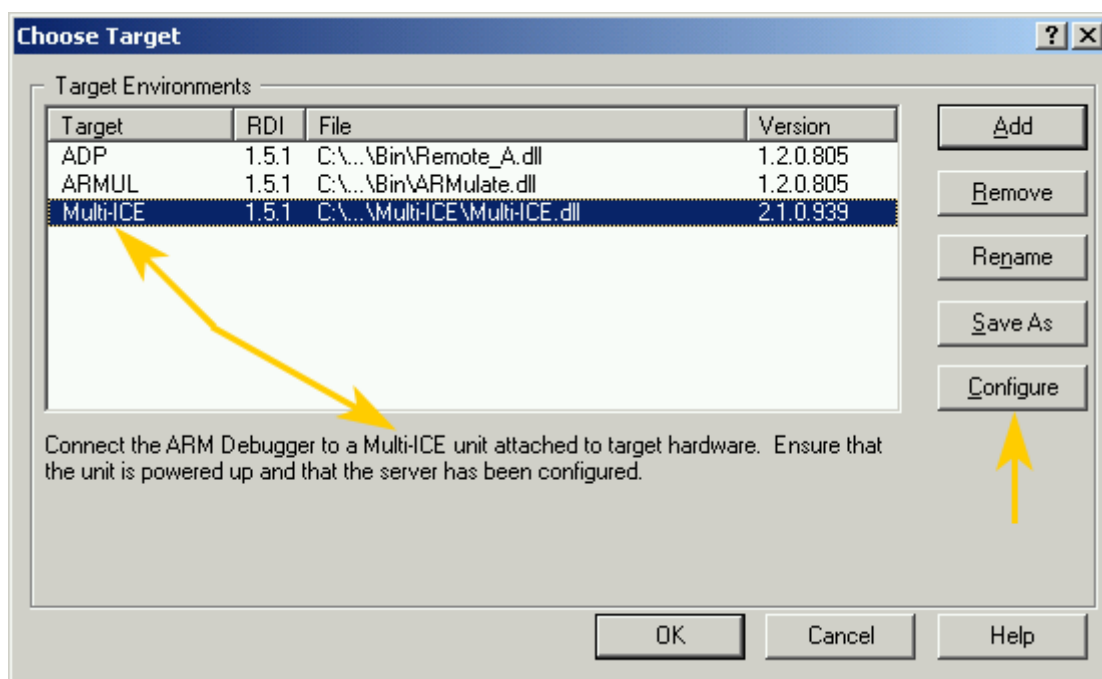 Choose Target
Target Environments
Target RDI File Version
ADP 1.5.1 C:\...\Bin\Remote_A.dll 1.2.0.805
ARMUL 1.5.1 C:\...\Bin\ARMulate.dll 1.2.0.805
Multi-ICE 1.5.1 C:\...\Multi-ICE\Multi-ICE.dll 2.1.0.939
Add
Remove
Rename
Save As
Configure
Connect the ARM Debugger to a Multi-ICE unit attached to target hardware. Ensure that
the unit is powered up and that the server has been configured.
OK Cancel Help